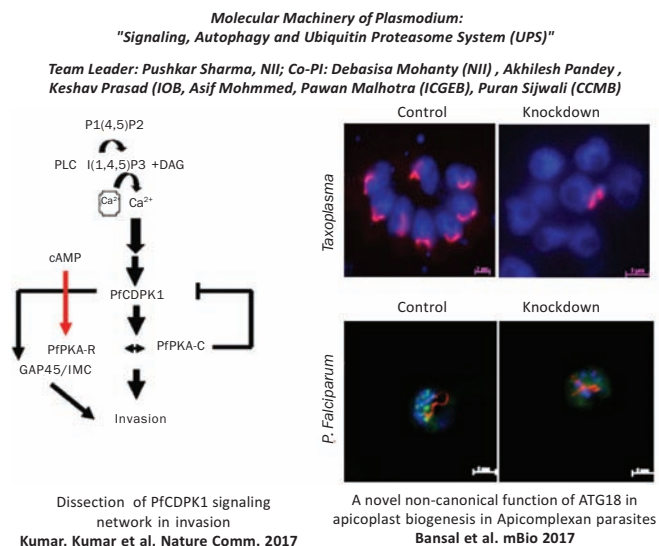 Molecular Machinery of Plasmodium:
"Signaling, Autophagy and Ubiquitin Proteasome System (UPS)"
Team Leader: Pushkar Sharma, NII; Co-PI: Debasisa Mohanty (NII) , Akhilesh Pandey ,
Keshav Prasad (IOB, Asif Mohmmed, Pawan Malhotra (ICGEB), Puran Sijwali (CCMB)
P1(4,5)P2
PLC I(1,4,5)P3 +DAG
Ca²⁺ Ca²⁺
cAMP
PfCDPK1
PfPKA-R PfPKA-C
GAP45/IMC
Invasion
Dissection of PfCDPK1 signaling
network in invasion
Kumar, Kumar et al. Nature Comm. 2017
Control Knockdown
Taxoplasma
Control Knockdown
P. Falciparum
A novel non-canonical function of ATG18 in
apicoplast biogenesis in Apicomplexan parasites
Bansal et al. mBio 2017